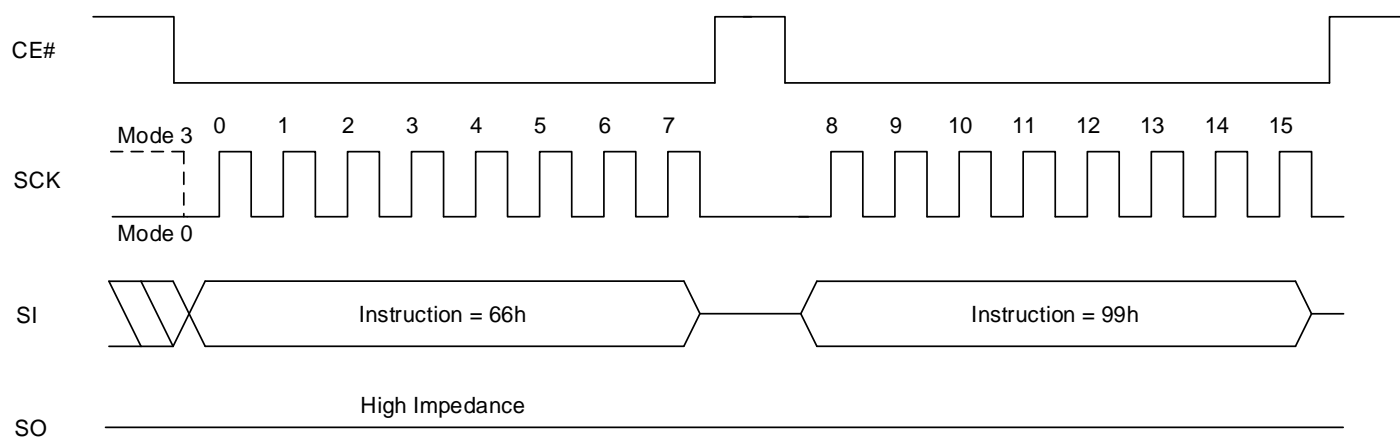 CE#
Mode 3
0 1 2 3 4 5 6 7 8 9 10 11 12 13 14 15
SCK
Mode 0
SI
Instruction = 66h
Instruction = 99h
High Impedance
SO